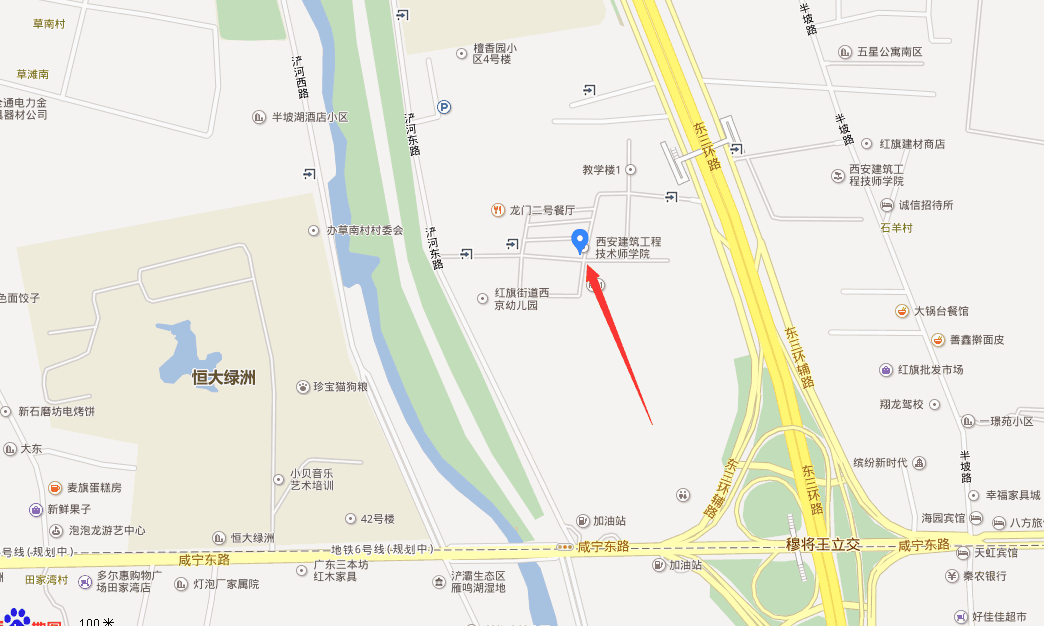 草南村
草滩南
全通电力金
具器材公司
浐河西路
半坡湖酒店小区
浐河东路
檀香园小
区4号楼
P
半坡路
五星公寓南区
东三环路
半坡路
红旗建材商店
西安建筑工
程技师学院
诚信招待所
石羊村
教学楼1
龙门二号餐厅
办草南村村委会
浐河东路
西安建筑工程
技术师学院
红旗街道西
京幼儿园
色面饺子
恒大绿洲
珍宝猫狗粮
新石磨坊电烤饼
大东
麦旗蛋糕房
新鲜果子
泡泡龙游艺中心
小贝音乐
艺术培训
42号楼
恒大绿洲
大锅台餐馆
善鑫擀面皮
东三环辅路
红旗批发市场
翔龙驾校
一璟苑小区
半坡路
缤纷新时代
幸福家具城
东三环辅路
东三环路
海园宾馆
八方旅
加油站
号线(规划中)
咸宁东路
地铁6号线(规划中)
咸宁东路
穆将王立交
咸宁东路
天虹宾馆
加油站
田家湾村
多尔惠购物广
场田家湾店
灯泡厂家属院
广东三本坊
红木家具
浐灞生态区
雁鸣湖湿地
秦农银行
好佳佳超市
100 米